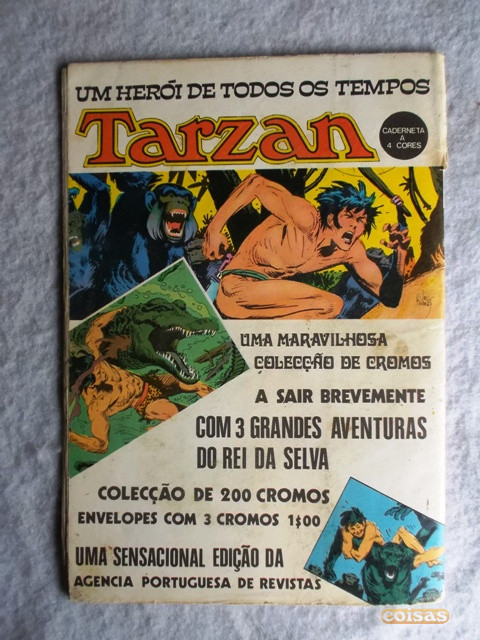 UM HERÓI DE TODOS OS TEMPOS
Tarzan
CADERNETA
A
4 CORES
UMA MARAVILHOSA
COLECÇÃO DE CROMOS
A SAIR BREVEMENTE
COM 3 GRANDES AVENTURAS
DO REI DA SELVA
COLECÇÃO DE 200 CROMOS
ENVELOPES COM 3 CROMOS 1$00
UMA SENSACIONAL EDIÇÃO DA
AGENCIA PORTUGUESA DE REVISTAS
coisas